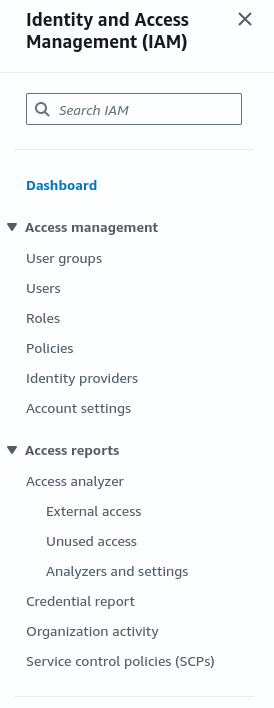 Identity and Access
Management (IAM)
Search IAM
Dashboard
Access management
User groups
Users
Roles
Policies
Identity providers
Account settings
Access reports
Access analyzer
External access
Unused access
Analyzers and settings
Credential report
Organization activity
Service control policies (SCPs)